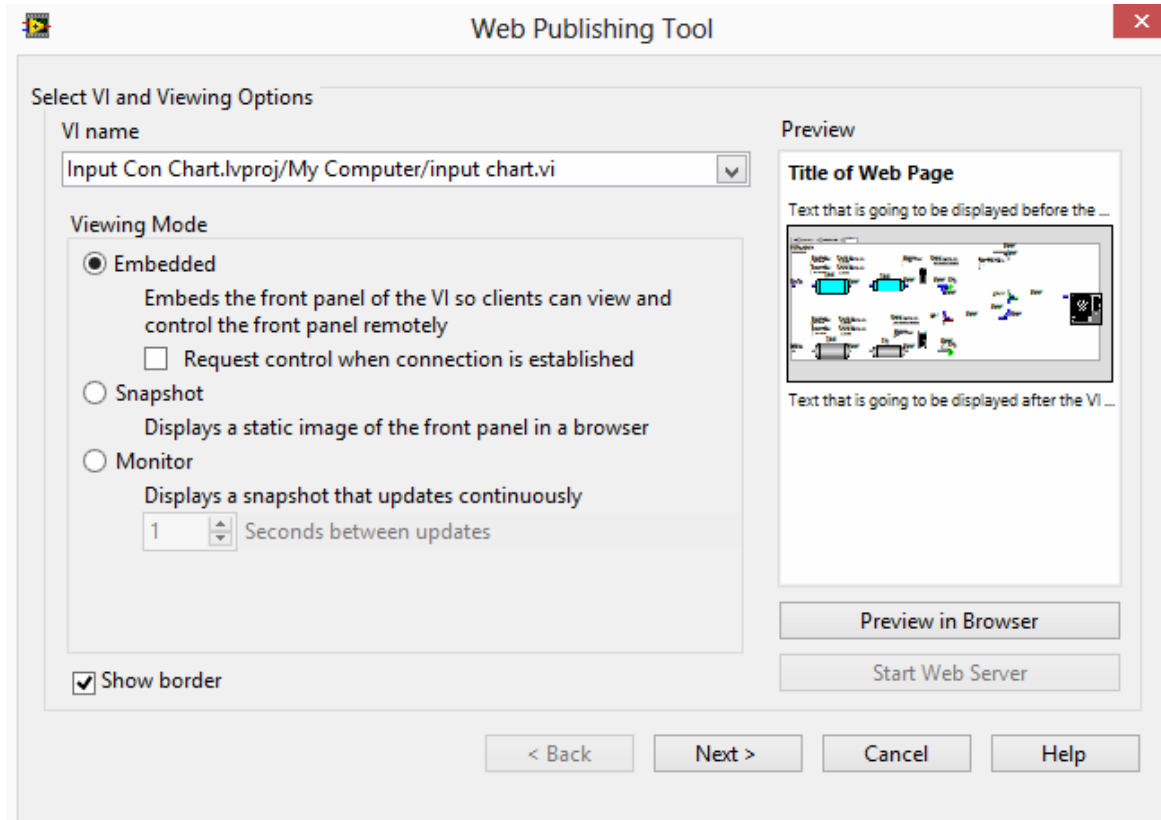 Web Publishing Tool
Select VI and Viewing Options
VI name
Input Con Chart.lvproj/My Computer/input chart.vi
Viewing Mode
Embedded
Embeds the front panel of the VI so clients can view and
control the front panel remotely
Request control when connection is established
Snapshot
Displays a static image of the front panel in a browser
Monitor
Displays a snapshot that updates continuously
1 Seconds between updates
Show border
Preview
Title of Web Page
Text that is going to be displayed before the ...
Text that is going to be displayed after the VI ...
Preview in Browser
Start Web Server
< Back Next > Cancel Help